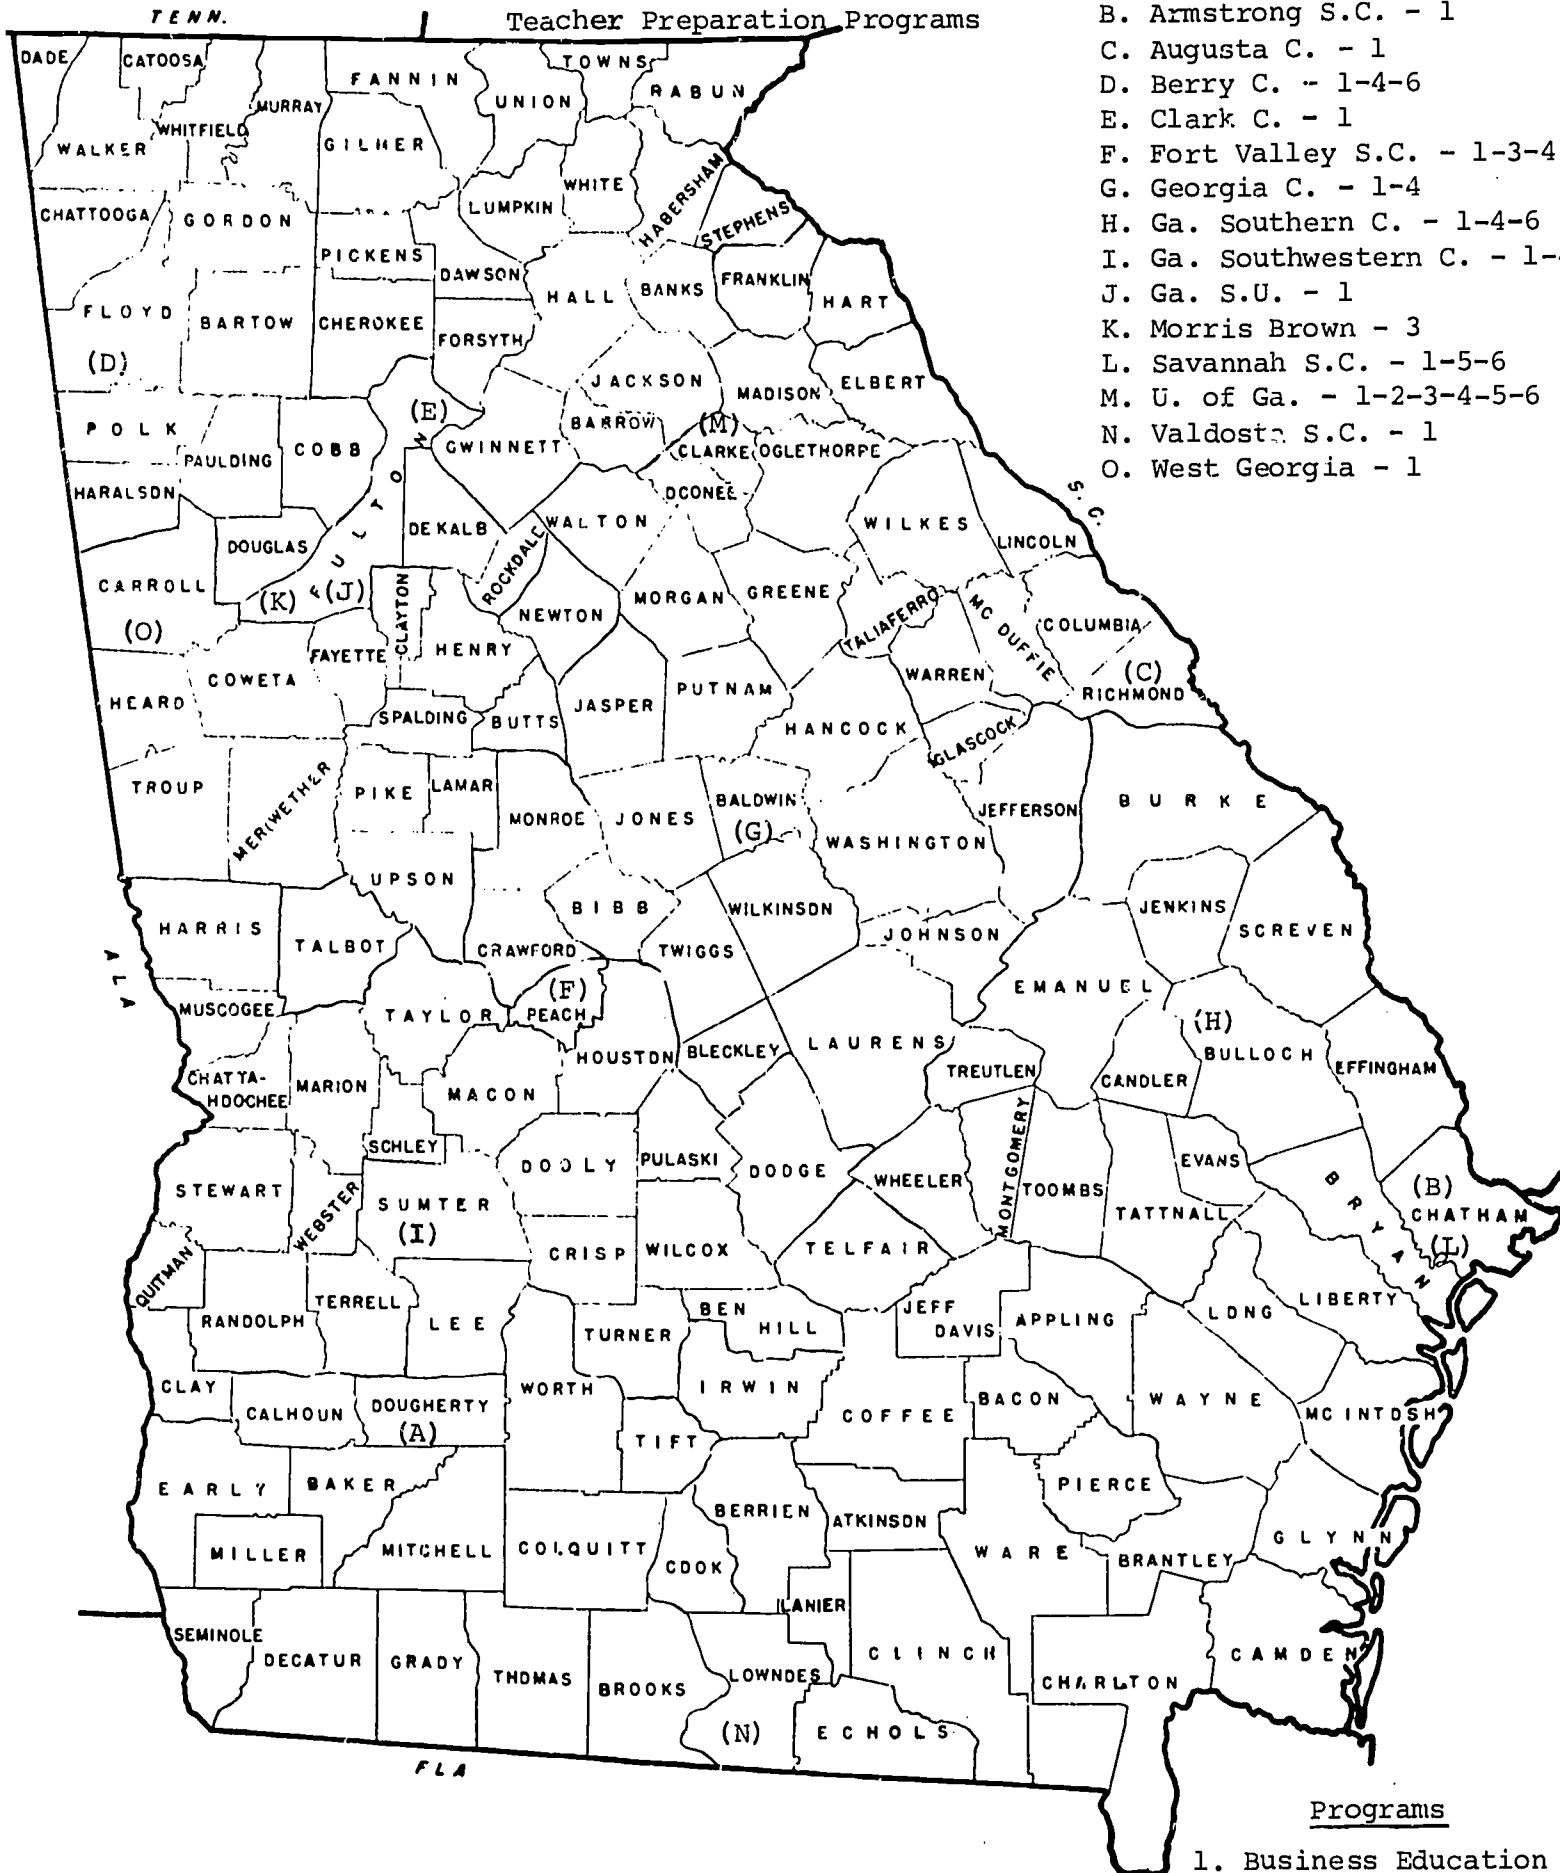 TENN.
Teacher Preparation Programs
B. Armstrong S.C. - 1
C. Augusta C. - 1
D. Berry C. - 1-4-6
E. Clark C. - 1
F. Fort Valley S.C. - 1-3-4
G. Georgia C. - 1-4
H. Ga. Southern C. - 1-4-6
I. Ga. Southwestern C. - 1-
J. Ga. S.U. - 1
K. Morris Brown - 3
L. Savannah S.C. - 1-5-6
M. U. of Ga. - 1-2-3-4-5-6
N. Valdosta S.C. - 1
O. West Georgia - 1
DADE
CATOOSA
FANNIN
TOWNS
UNION
RABUN
MURRAY
WHITFIELD
WALKER
GILMER
WHITE
HABERSHAM
LUMPKIN
CHATTOOGA
GORDON
STEPHENS
PICKENS
DAWSON
HALL
BANKS
FRANKLIN
HART
FLOYD
BARTOW
CHEROKEE
FORSYTH
(D)
JACKSON
MADISON
ELBERT
(E)
BARROW
(M)
POLK
PAULDING
COBB
GWINNETT
CLARKE
OGLETHORPE
HARALSON
OCONEE
S.C.
DEKALB
WALTON
WILKES
LINCOLN
DOUGLAS
FULTON
ROCKDALE
CARROLL
(K)
(J)
CLAYTON
NEWTON
MORGAN
GREENE
TALIAFERRO
MC DUFFIE
COLUMBIA
(O)
FAYETTE
HENRY
WARREN
(C)
RICHMOND
HEARD
COWETA
SPALDING
BUTTS
JASPER
PUTNAM
HANCOCK
GLASCOCK
TROUP
MERIWETHER
PIKE
LAMAR
MONROE
JONES
BALDWIN
(G)
WASHINGTON
JEFFERSON
BURKE
UPSON
HARRIS
TALBOT
BIBB
WILKINSON
JENKINS
SCREVEN
CRAWFORD
TWIGGS
JOHNSON
ALA
MUSCOGEE
TAYLOR
(F)
PEACH
EMANUEL
(H)
HOUSTON
BLECKLEY
LAURENS
BULLOCH
EFFINGHAM
CHATTA-
HOOCHEE
MARION
MACON
TREUTLEN
CANDLER
SCHLEY
DOOLY
PULASKI
DODGE
WHEELER
MONTGOMERY
TOOMBS
EVANS
BRYAN
(B)
CHATHAM
(L)
STEWART
WEBSTER
SUMTER
(I)
TATTNALL
QUITMAN
CRISP
WILCOX
TELFAIR
RANDOLPH
TERRELL
LEE
TURNER
BEN
HILL
JEFF
DAVIS
APPLING
LONG
LIBERTY
CLAY
CALHOUN
DOUGHERTY
(A)
WORTH
IRWIN
COFFEE
BACON
WAYNE
MCINTOSH
TIFT
EARLY
BAKER
PIERCE
BERRIEN
ATKINSON
MILLER
MITCHELL
COLQUITT
COOK
WARE
BRANTLEY
GLYNN
LANIER
SEMINOLE
DECATUR
GRADY
THOMAS
BROOKS
LOWNDES
CLINCH
CHARLTON
CAMDEN
(N)
ECHOLS
FLA
Programs
1. Business Education